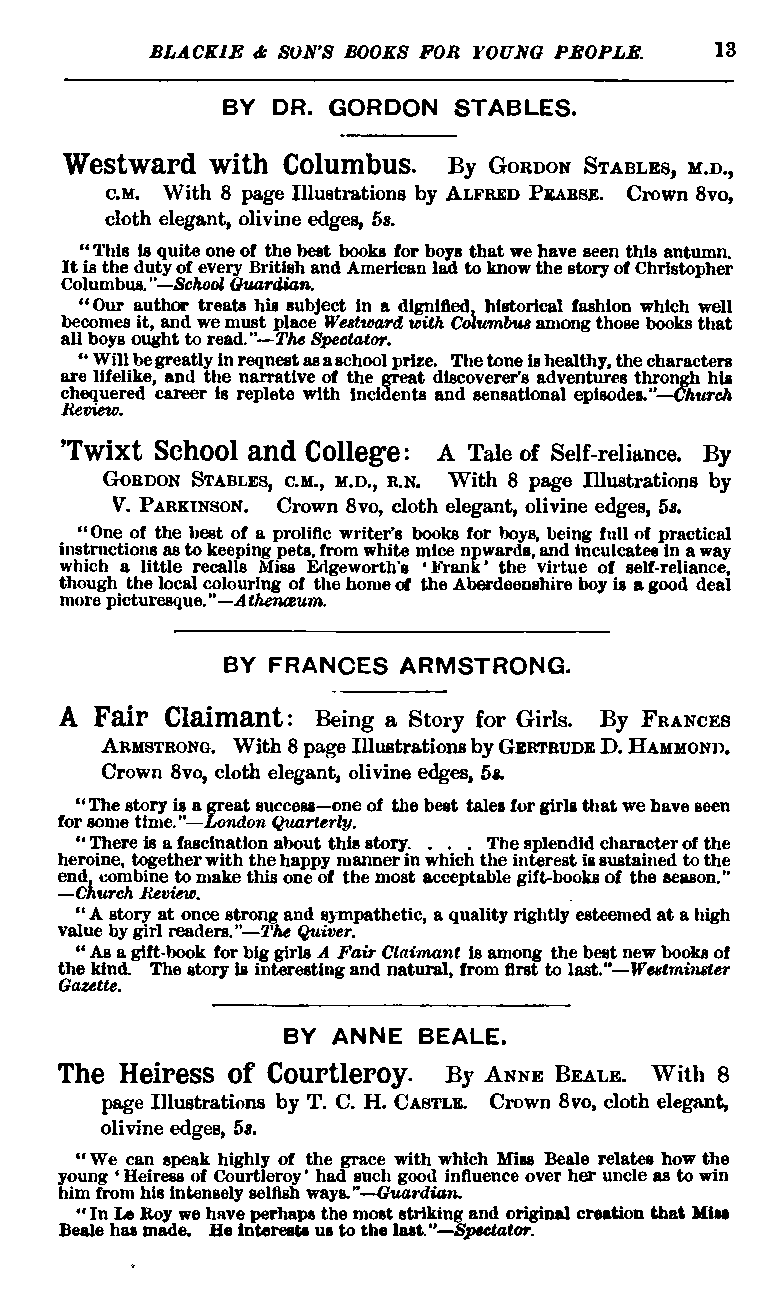 BLACKIE & SON'S BOOKS FOR YOUNG PEOPLE. 13
BY DR. GORDON STABLES.
Westward with Columbus. By GORDON STABLES, M.D.,
C.M. With 8 page Illustrations by ALFRED PEARSE. Crown 8vo,
cloth elegant, olivine edges, 5s.
"This is quite one of the best books for boys that we have seen this autumn.
It is the duty of every British and American lad to know the story of Christopher
Columbus."—School Guardian.
"Our author treats his subject in a dignified, historical fashion which well
becomes it, and we must place Westward with Columbus among those books that
all boys ought to read."—The Spectator.
"Will be greatly in request as a school prize. The tone is healthy, the characters
are lifelike, and the narrative of the great discoverer's adventures through his
chequered career is replete with incidents and sensational episodes."—Church
Review.
'Twixt School and College: A Tale of Self-reliance. By
GORDON STABLES, C.M., M.D., R.N. With 8 page Illustrations by
V. PARKINSON. Crown 8vo, cloth elegant, olivine edges, 5s.
"One of the best of a prolific writer's books for boys, being full of practical
instructions as to keeping pets, from white mice upwards, and inculcates in a way
which a little recalls Miss Edgeworth's 'Frank' the virtue of self-reliance,
though the local colouring of the home of the Aberdeenshire boy is a good deal
more picturesque."—Athenæum.
BY FRANCES ARMSTRONG.
A Fair Claimant: Being a Story for Girls. By FRANCES
ARMSTRONG. With 8 page Illustrations by GERTRUDE D. HAMMOND.
Crown 8vo, cloth elegant, olivine edges, 5s.
"The story is a great success—one of the best tales for girls that we have seen
for some time."—London Quarterly.
"There is a fascination about this story. . . . The splendid character of the
heroine, together with the happy manner in which the interest is sustained to the
end, combine to make this one of the most acceptable gift-books of the season."
—Church Review.
"A story at once strong and sympathetic, a quality rightly esteemed at a high
value by girl readers."—The Quiver.
"As a gift-book for big girls A Fair Claimant is among the best new books of
the kind. The story is interesting and natural, from first to last."—Westminster
Gazette.
BY ANNE BEALE.
The Heiress of Courtleroy. By ANNE BEALE. With 8
page Illustrations by T. C. H. CASTLE. Crown 8vo, cloth elegant,
olivine edges, 5s.
"We can speak highly of the grace with which Miss Beale relates how the
young 'Heiress of Courtleroy' had such good influence over her uncle as to win
him from his intensely selfish ways."—Guardian.
"In Le Roy we have perhaps the most striking and original creation that Miss
Beale has made. He interests us to the last."—Spectator.